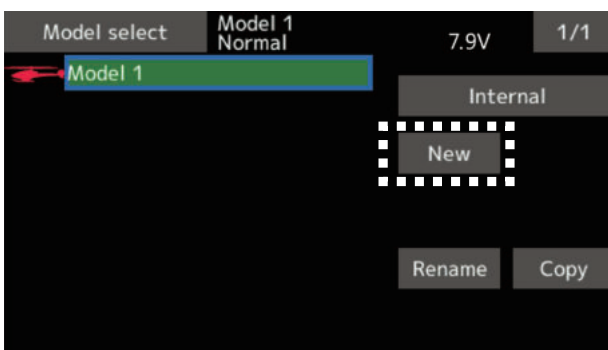 Model select
Model 1
Normal
7.9V
1/1
Model 1
Internal
New
Rename
Copy